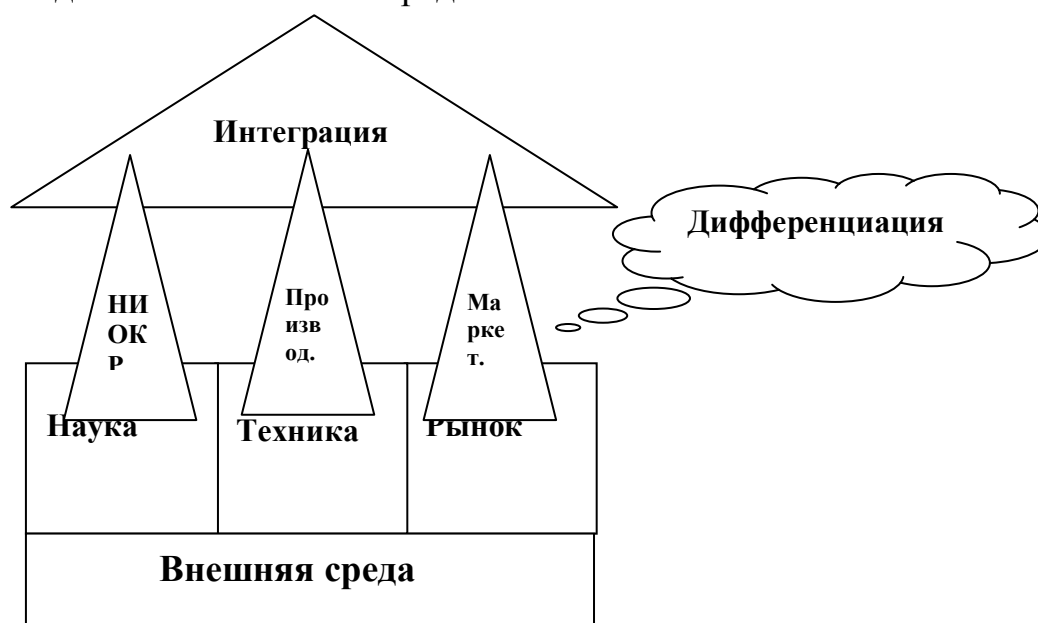 Интеграция
Дифференциация
НИ
ОК
Р
Про
изв
од.
Ма
рке
т.
Наука
Техника
Рынок
Внешняя среда